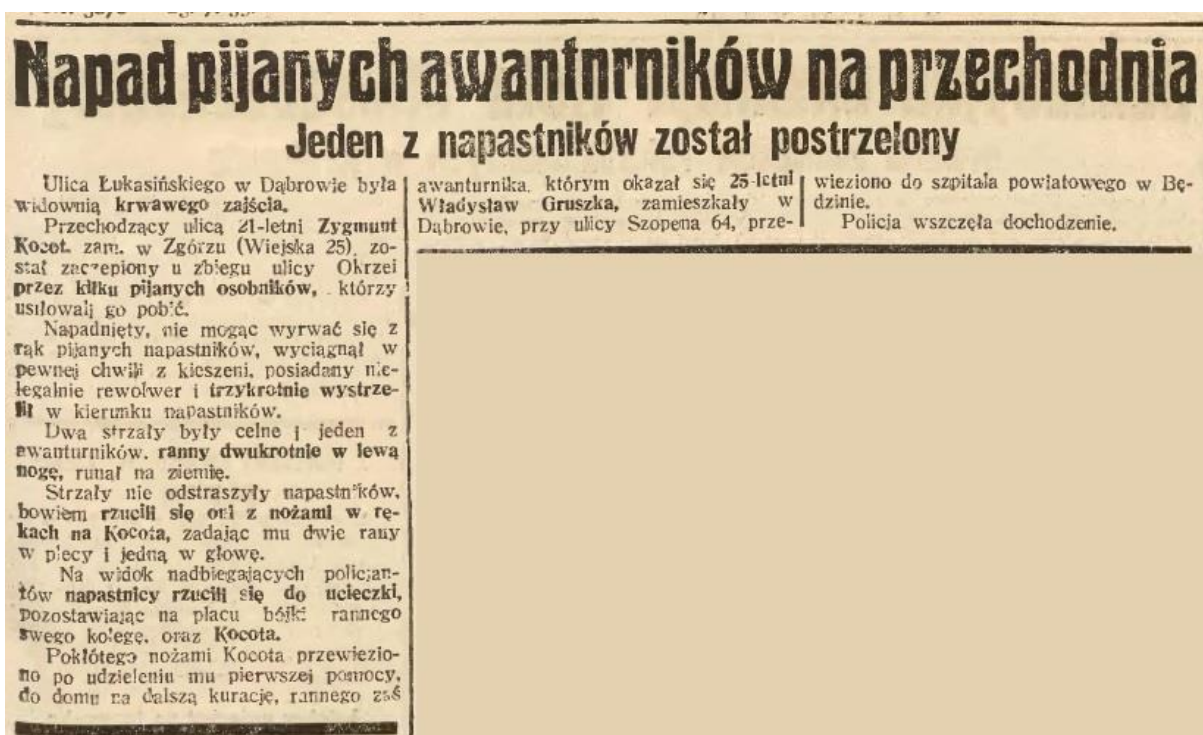 Napad pijanych awantnrników na przechodnia
Jeden z napastników został postrzelony
Ulica Łukasińskiego w Dąbrowie była
widownią krwawego zajścia.
Przechodzący ulicą 21-letni Zygmunt
Kocot, zam. w Zgórzu (Wiejska 25), zo-
stał zaczepiony u zbiegu ulicy Okrzei
przez kilku pijanych osobników, którzy
usiłowali go pobić.
Napadnięty, nie mogąc wyrwać się z
rąk pijanych napastników, wyciągnął w
pewnej chwili z kieszeni, posiadany nie-
legalnie rewolwer i trzykrotnie wystrze-
lił w kierunku napastników.
Dwa strzały były celne i jeden z
awanturników, ranny dwukrotnie w lewą
nogę, runął na ziemię.
Strzały nie odstraszyły napastników,
bowiem rzucili się oni z nożami w rę-
kach na Kocota, zadając mu dwie rany
w plecy i jedną w głowę.
Na widok nadbiegających policjan-
tów napastnicy rzucili się do ucieczki,
pozostawiając na placu bójki rannego
swego kolegę, oraz Kocota.
Pokłótego nożami Kocota przewiezio-
no po udzieleniu mu pierwszej pomocy,
do domu na dalszą kurację, rannego zaś
awanturnika, którym okazał się 25-letni
Władysław Gruszka, zamieszkały w
Dąbrowie, przy ulicy Szopena 64, prze-
wieziono do szpitala powiatowego w Bę-
dzinie.
Policja wszczęła dochodzenie.